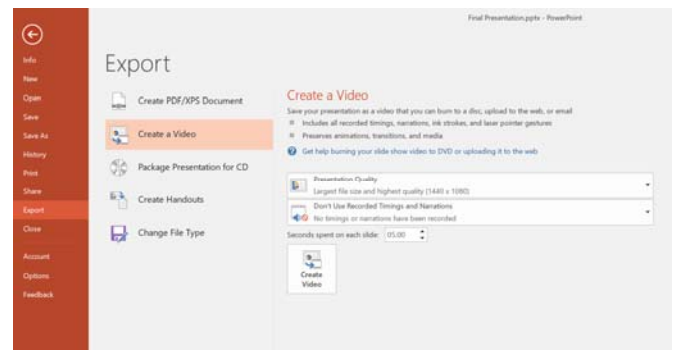 Final Presentation.pptx - PowerPoint
Info
New
Open
Save
Save As
History
Print
Share
Export
Close
Account
Options
Feedback
Export
Create PDF/XPS Document
Create a Video
Package Presentation for CD
Create Handouts
Change File Type
Create a Video
Save your presentation as a video that you can burn to a disc, upload to the web, or email
Includes all recorded timings, narrations, ink strokes, and laser pointer gestures
Preserves animations, transitions, and media
Get help burning your slide show video to DVD or uploading it to the web
Presentation Quality
Largest file size and highest quality (1440 x 1080)
Don't Use Recorded Timings and Narrations
No timings or narrations have been recorded
Seconds spent on each slide: 05.00
Create
Video